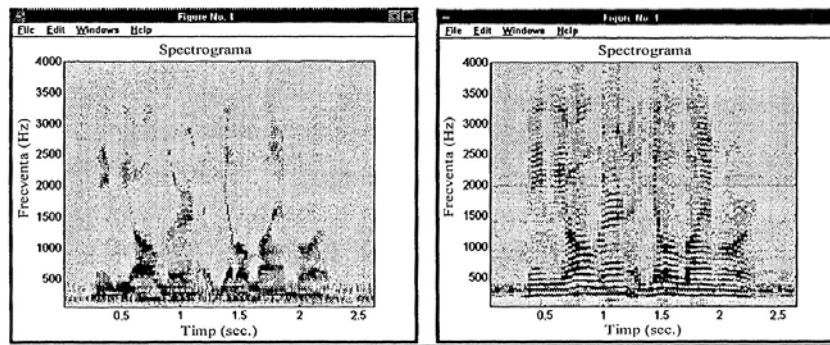 Figure No. 1
File Edit Windows Help
Spectrograma
4000
3500
3000
2500
2000
1500
1000
500
Frecventa (Hz)
0.5 1 1.5 2 2.5
Timp (sec.)
Figure No. 1
File Edit Windows Help
Spectrograma
4000
3500
3000
2500
2000
1500
1000
500
Frecventa (Hz)
0.5 1 1.5 2 2.5
Timp (sec.)